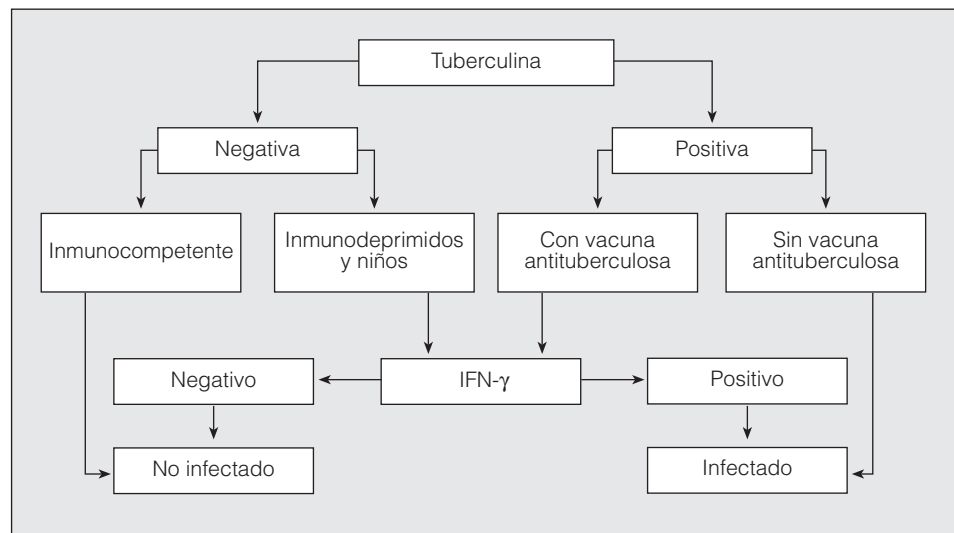 Tuberculina
Negativa
Positiva
Inmunocompetente
Inmunodeprimidos
y niños
Con vacuna
antituberculosa
Sin vacuna
antituberculosa
Negativo
IFN-γ
Positivo
No infectado
Infectado